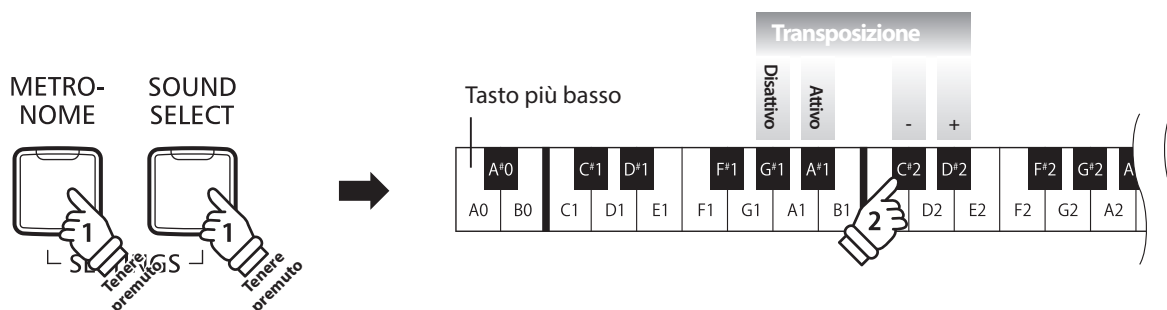 Transposizione
Disattivo
Attivo
-
+
METRO-
NOME
SOUND
SELECT
Tasto più basso
A#0
C#1
D#1
F#1
G#1
A#1
C#2
D#2
F#2
G#2
A
A0
B0
C1
D1
E1
F1
G1
A1
B1
D2
E2
F2
G2
A2
1
1
2
Tenere
premuto
Tenere
premuto